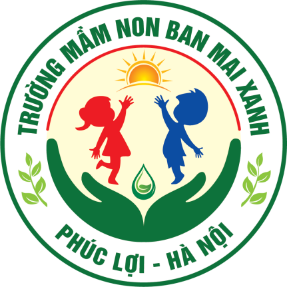 TRƯỜNG MẦM NON BAN MAI XANH
PHÚC LỢI - HÀ NỘI